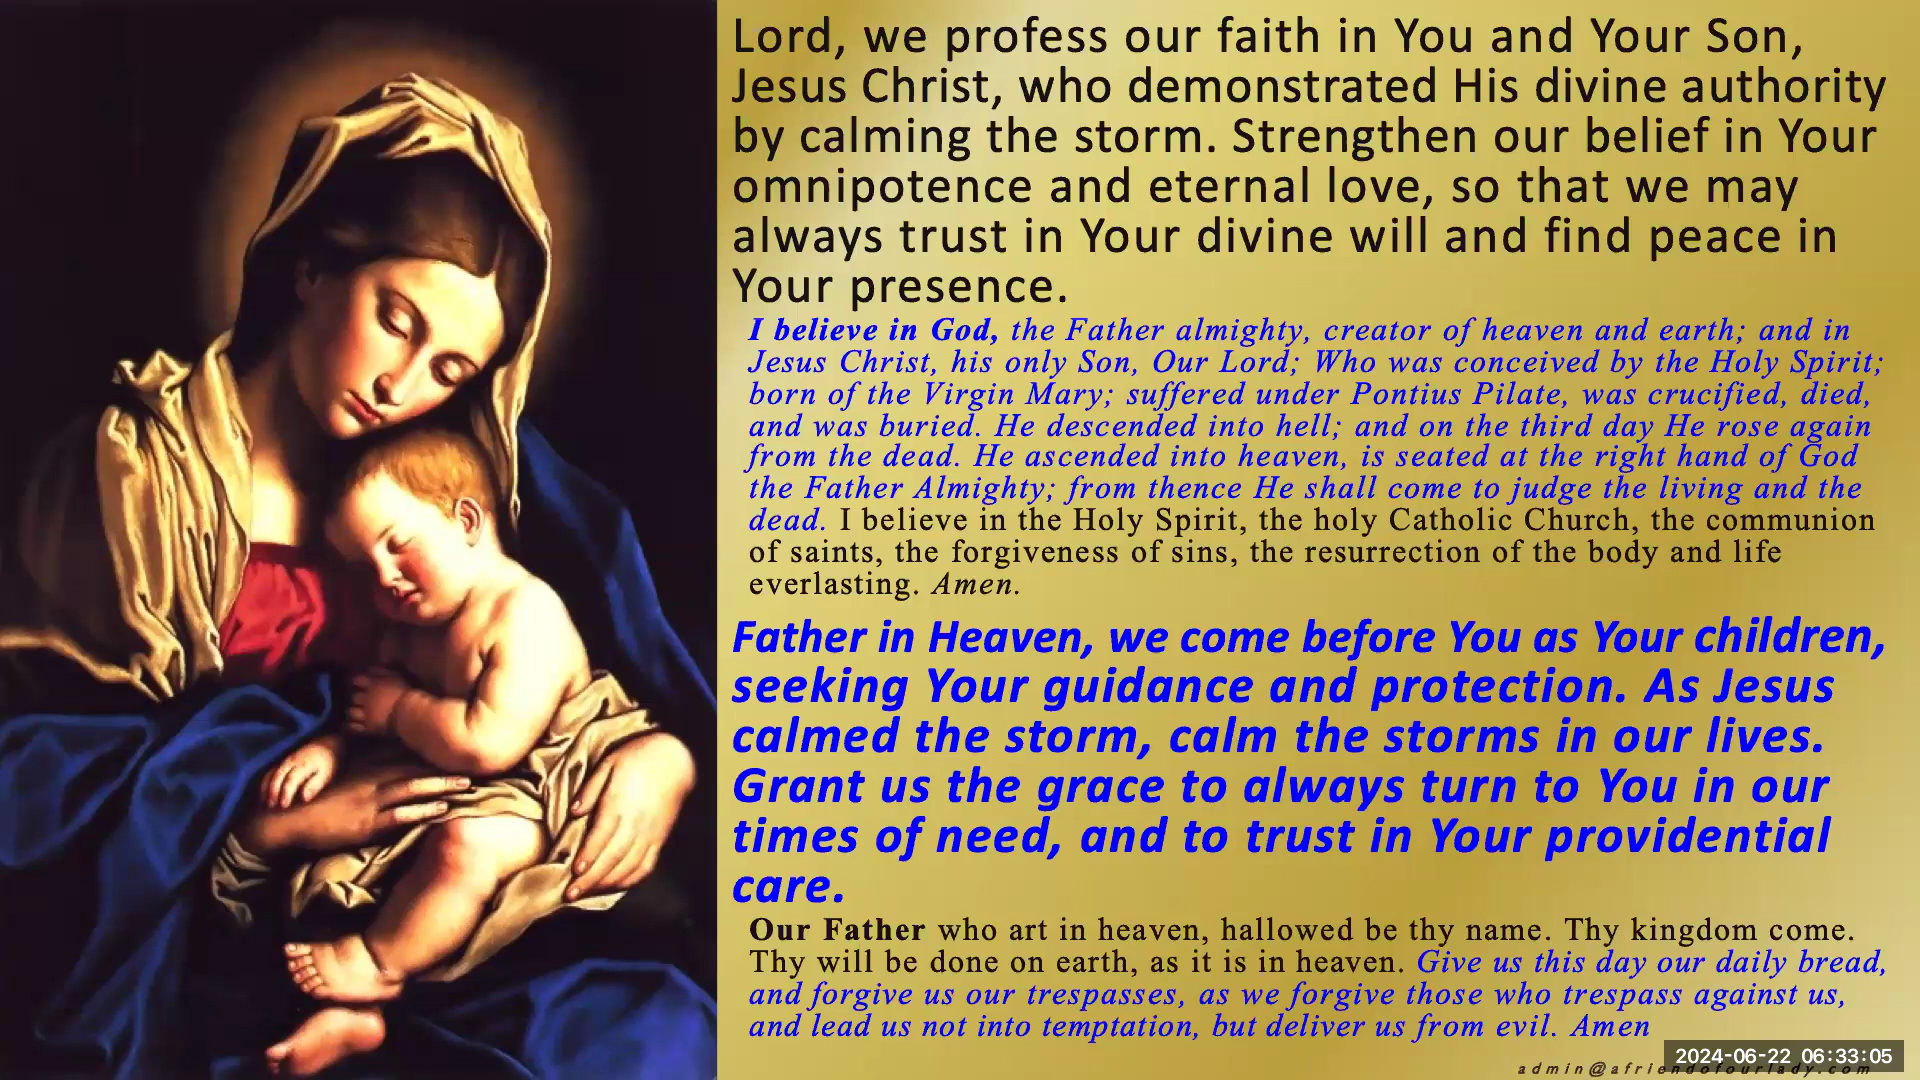 Lord, we profess our faith in You and Your Son,
Jesus Christ, who demonstrated His divine authority
by calming the storm. Strengthen our belief in Your
omnipotence and eternal love, so that we may
always trust in Your divine will and find peace in
Your presence.
I believe in God, the Father almighty, creator of heaven and earth; and in
Jesus Christ, his only Son, Our Lord; Who was conceived by the Holy Spirit;
born of the Virgin Mary; suffered under Pontius Pilate, was crucified, died,
and was buried. He descended into hell; and on the third day He rose again
from the dead. He ascended into heaven, is seated at the right hand of God
the Father Almighty; from thence He shall come to judge the living and the
dead. I believe in the Holy Spirit, the holy Catholic Church, the communion
of saints, the forgiveness of sins, the resurrection of the body and life
everlasting. Amen.
Father in Heaven, we come before You as Your children,
seeking Your guidance and protection. As Jesus
calmed the storm, calm the storms in our lives.
Grant us the grace to always turn to You in our
times of need, and to trust in Your providential
care.
Our Father who art in heaven, hallowed be thy name. Thy kingdom come.
Thy will be done on earth, as it is in heaven. Give us this day our daily bread,
and forgive us our trespasses, as we forgive those who trespass against us,
and lead us not into temptation, but deliver us from evil. Amen
2024-06-22 06:33:05
admin@afriendofourlady.com